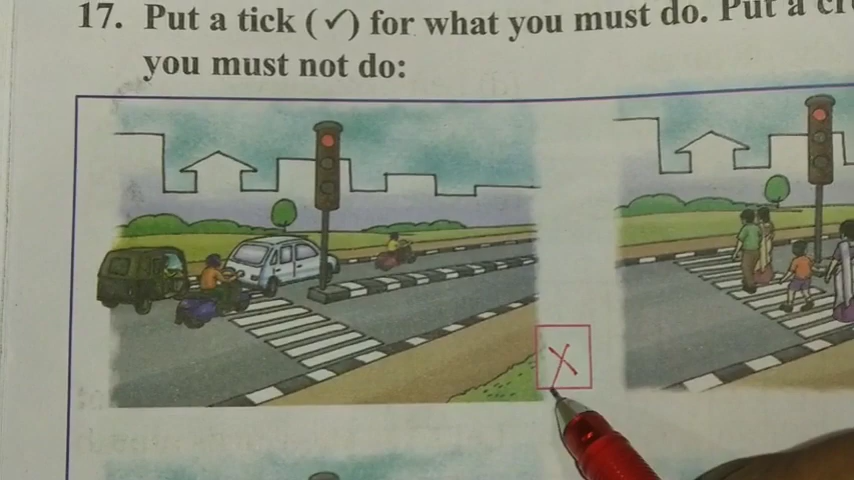 17. Put a tick (✓) for what you must do. Put a
you must not do:
X